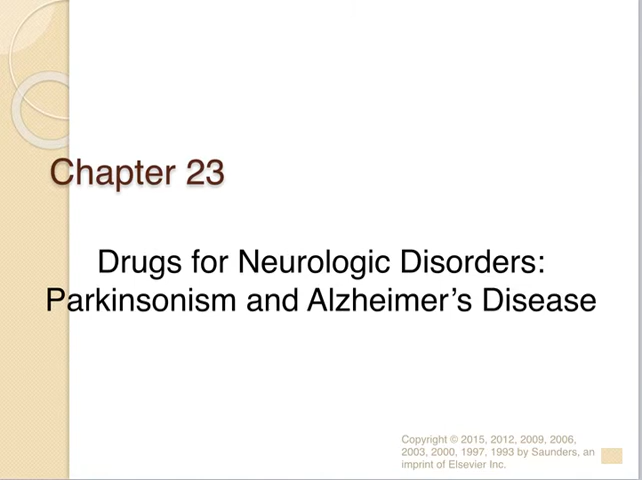 Chapter 23
Drugs for Neurologic Disorders:
Parkinsonism and Alzheimer’s Disease
Copyright © 2015, 2012, 2009, 2006,
2003, 2000, 1997, 1993 by Saunders, an
imprint of Elsevier Inc.